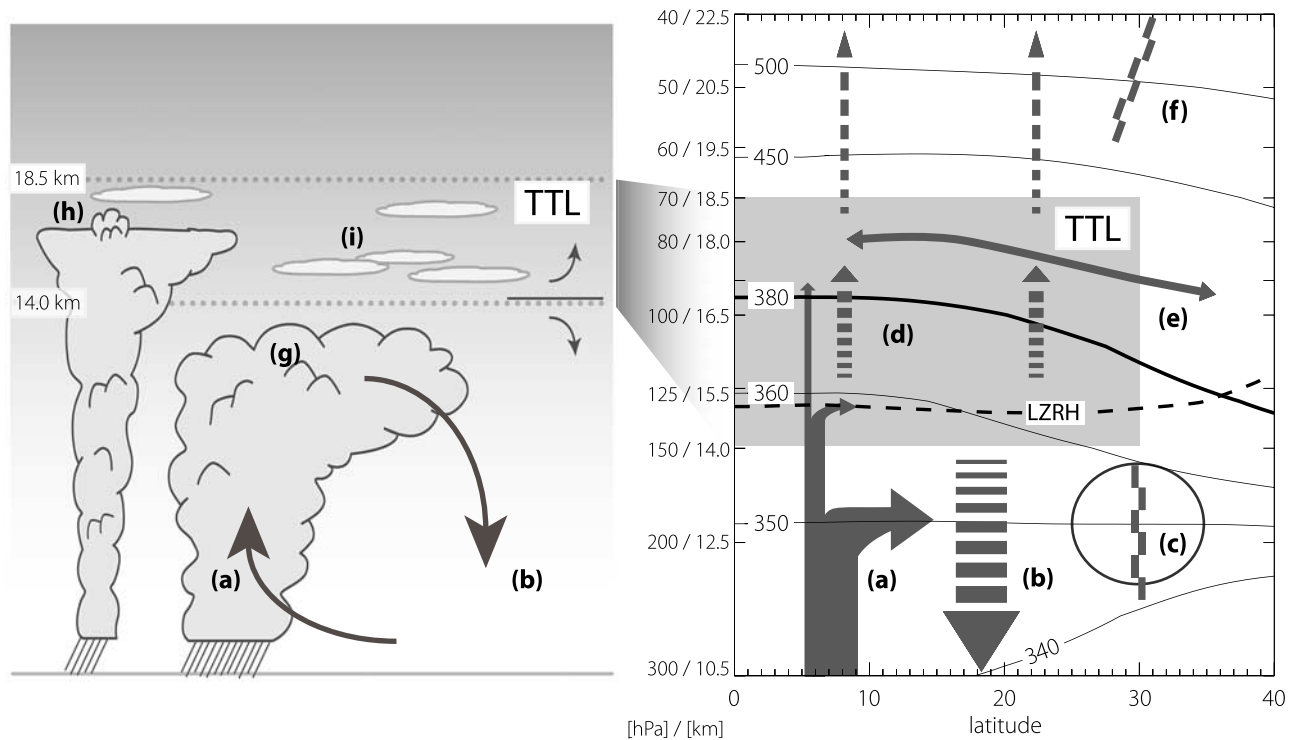 18.5 km
(h)
TTL
(i)
14.0 km
(g)
(a)
(b)
40 / 22.5
500
50 / 20.5
(f)
60 / 19.5
450
70 / 18.5
TTL
80 / 18.0
380
(e)
100 / 16.5
(d)
125 / 15.5
360
LZRH
150 / 14.0
350
(c)
200 / 12.5
(a)
(b)
340
300 / 10.5
0 10 20 30 40
[hPa] / [km]
latitude